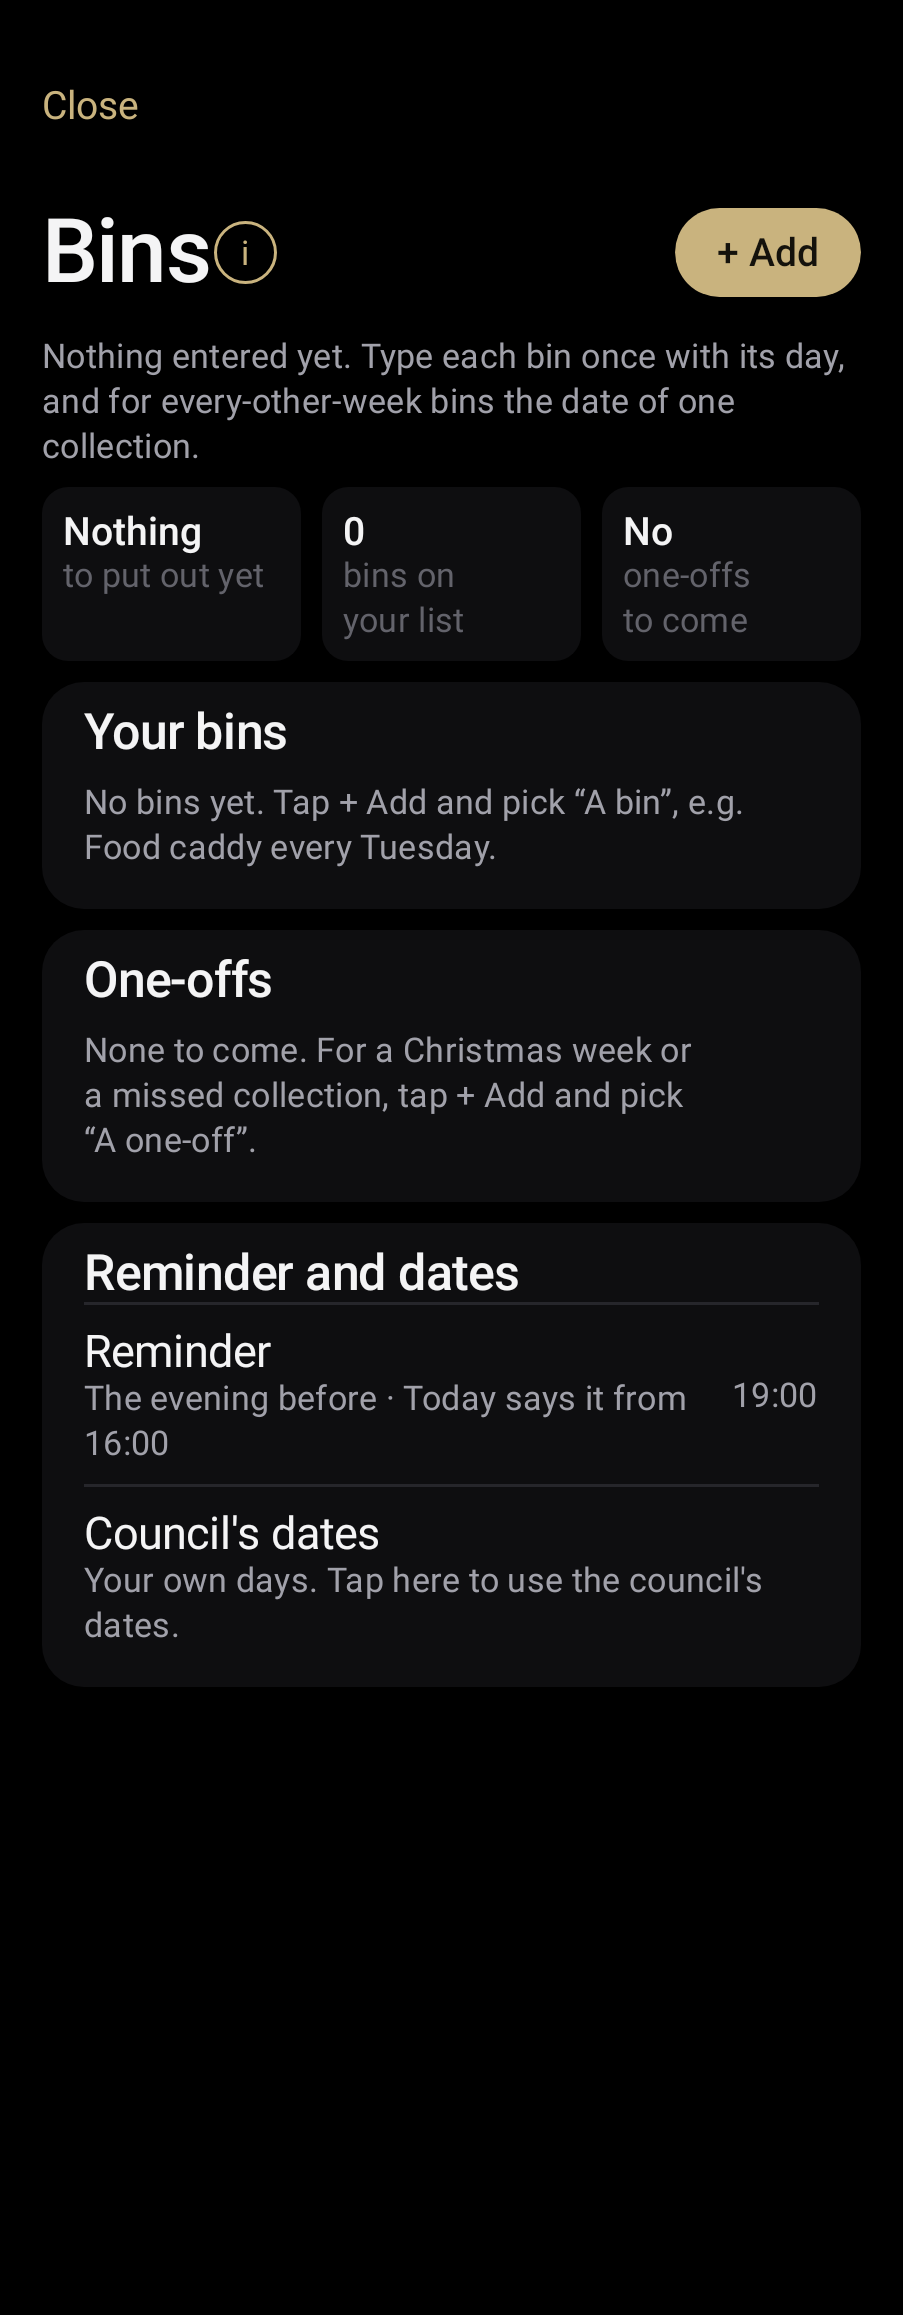 Close
Bins i
+ Add
Nothing entered yet. Type each bin once with its day,
and for every-other-week bins the date of one
collection.
Nothing
to put out yet
0
bins on
your list
No
one-offs
to come
Your bins
No bins yet. Tap + Add and pick “A bin”, e.g.
Food caddy every Tuesday.
One-offs
None to come. For a Christmas week or
a missed collection, tap + Add and pick
“A one-off”.
Reminder and dates
Reminder
The evening before · Today says it from
16:00
19:00
Council's dates
Your own days. Tap here to use the council's
dates.